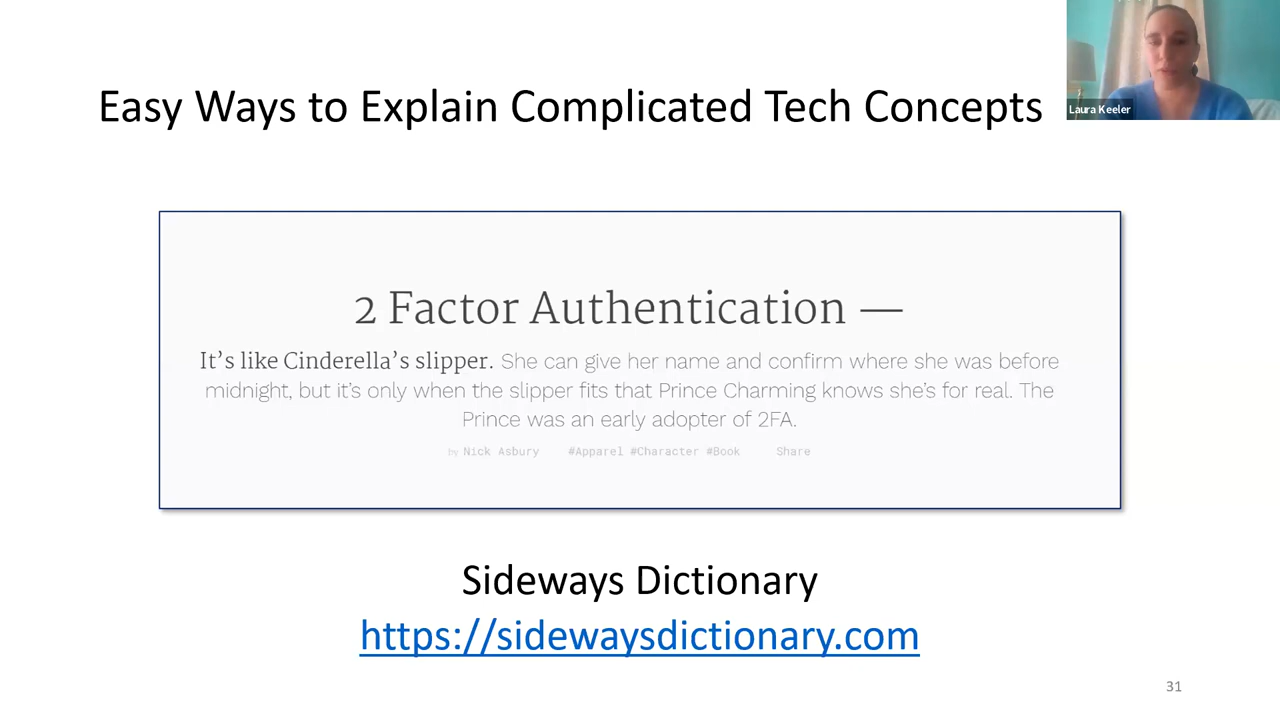 Easy Ways to Explain Complicated Tech Concepts
Laura Keeler
2 Factor Authentication —
It's like Cinderella's slipper. She can give her name and confirm where she was before
midnight, but it's only when the slipper fits that Prince Charming knows she's for real. The
Prince was an early adopter of 2FA.
by Nick Asbury #Apparel #Character #Book Share
Sideways Dictionary
https://sidewaysdictionary.com
31